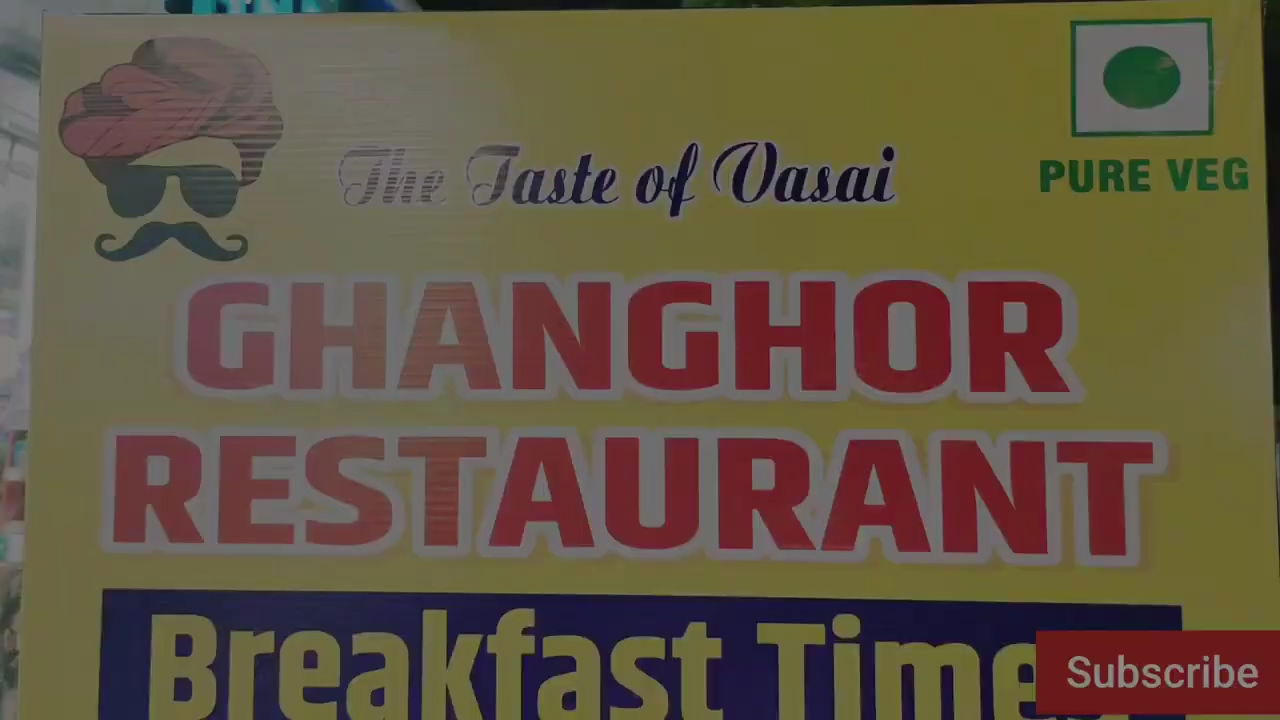 The Taste of Vasai
PURE VEG
GHANGHOR
RESTAURANT
Breakfast Time
Subscribe